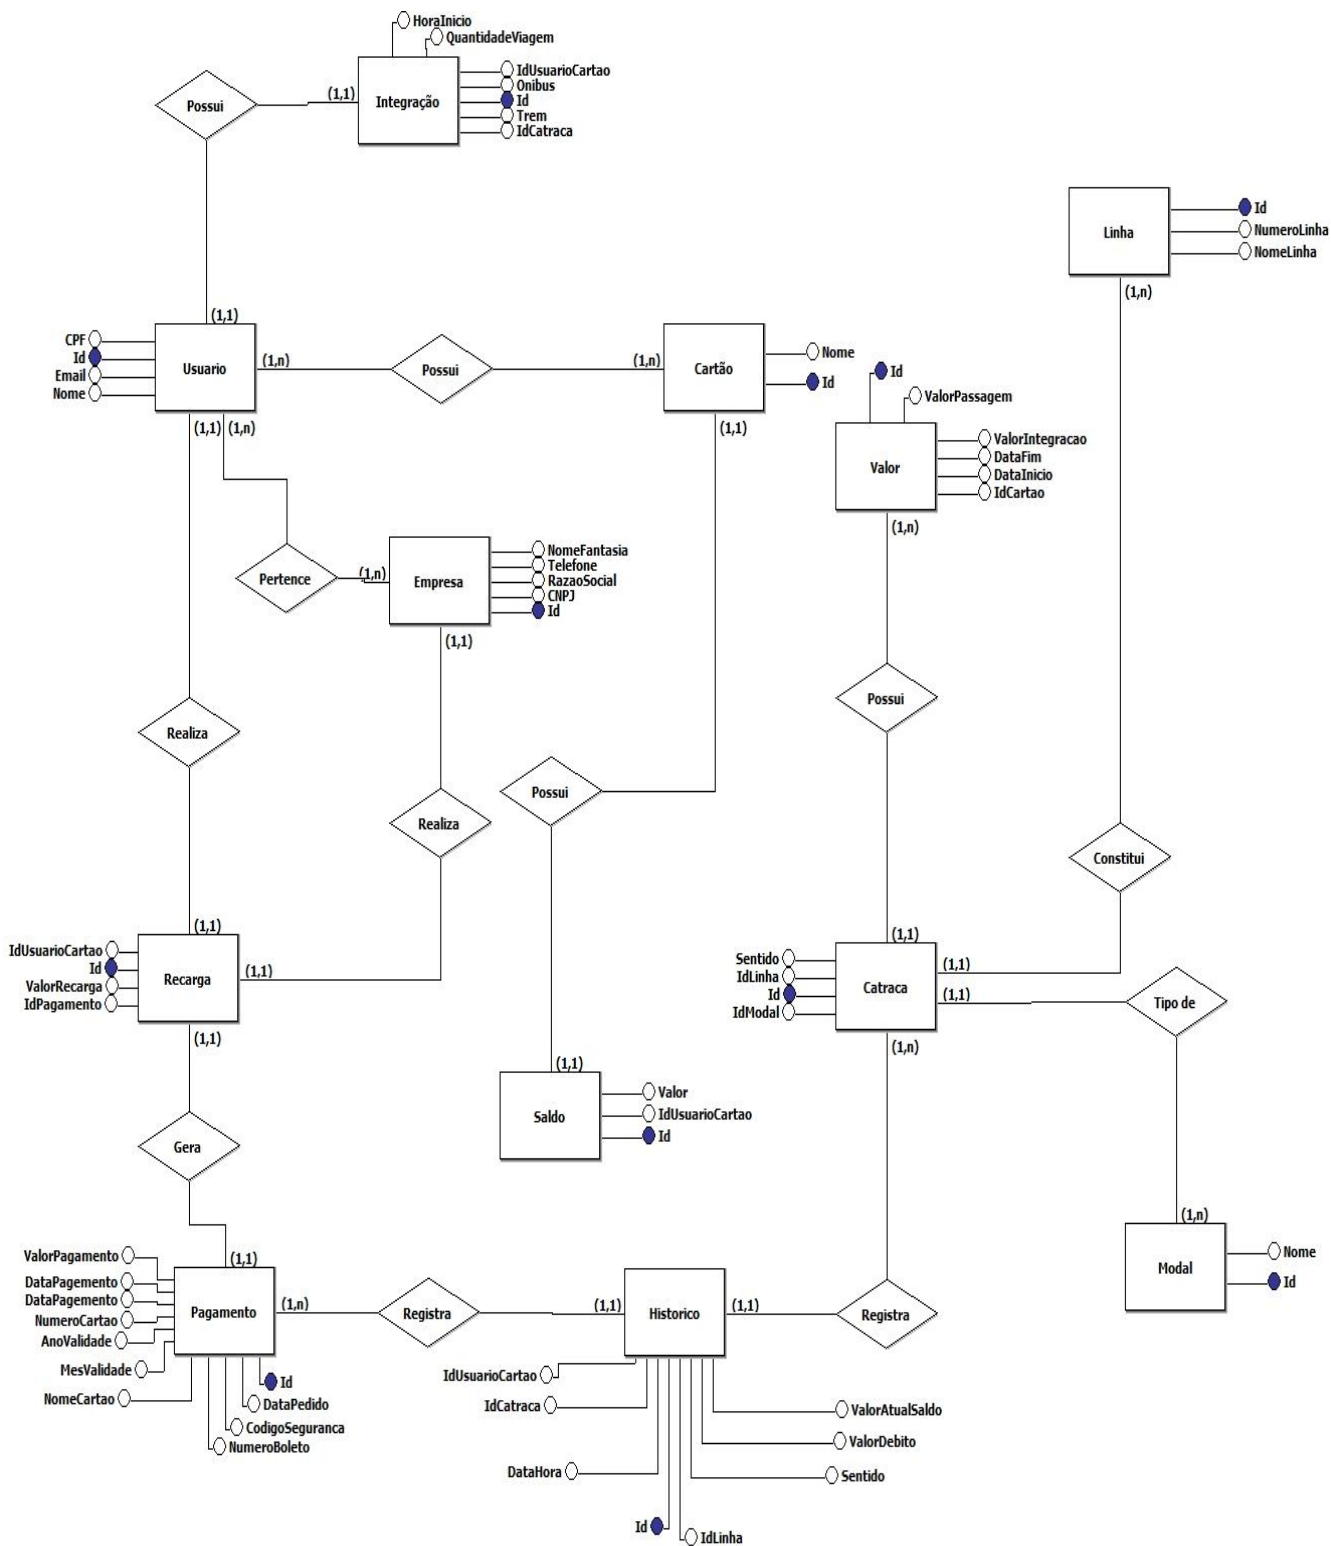 HoraInicio
QuantidadeViagem
IdUsuarioCartao
Onibus
Id
Trem
IdCatraca
Integração
(1,1)
Possui
(1,1)
Linha
Id
NumeroLinha
NomeLinha
(1,n)
CPF
Id
Email
Nome
Usuario
(1,n)
Possui
(1,n)
Cartão
Nome
Id
(1,1)
(1,n)
(1,1)
Id
ValorPassagem
Valor
ValorIntegracao
DataFim
DataInicio
IdCartao
(1,n)
Pertence
(1,n)
Empresa
NomeFantasia
Telefone
RazaoSocial
CNPJ
Id
(1,1)
Possui
Realiza
Possui
Realiza
Constitui
(1,1)
IdUsuarioCartao
Id
ValorRecarga
IdPagamento
Recarga
(1,1)
(1,1)
(1,1)
Sentido
IdLinha
Id
IdModal
Catraca
(1,1)
(1,1)
(1,n)
Tipo de
(1,1)
Saldo
Valor
IdUsuarioCartao
Id
Gera
(1,n)
Modal
Nome
Id
ValorPagamento
DataPagemento
DataPagemento
NumeroCartao
AnoValidade
MesValidade
NomeCartao
(1,1)
Pagamento
(1,n)
Registra
(1,1)
Historico
(1,1)
Registra
Id
DataPedido
CodigoSeguranca
NumeroBoleto
IdUsuarioCartao
IdCatraca
DataHora
Id
IdLinha
Sentido
ValorDebito
ValorAtualSaldo